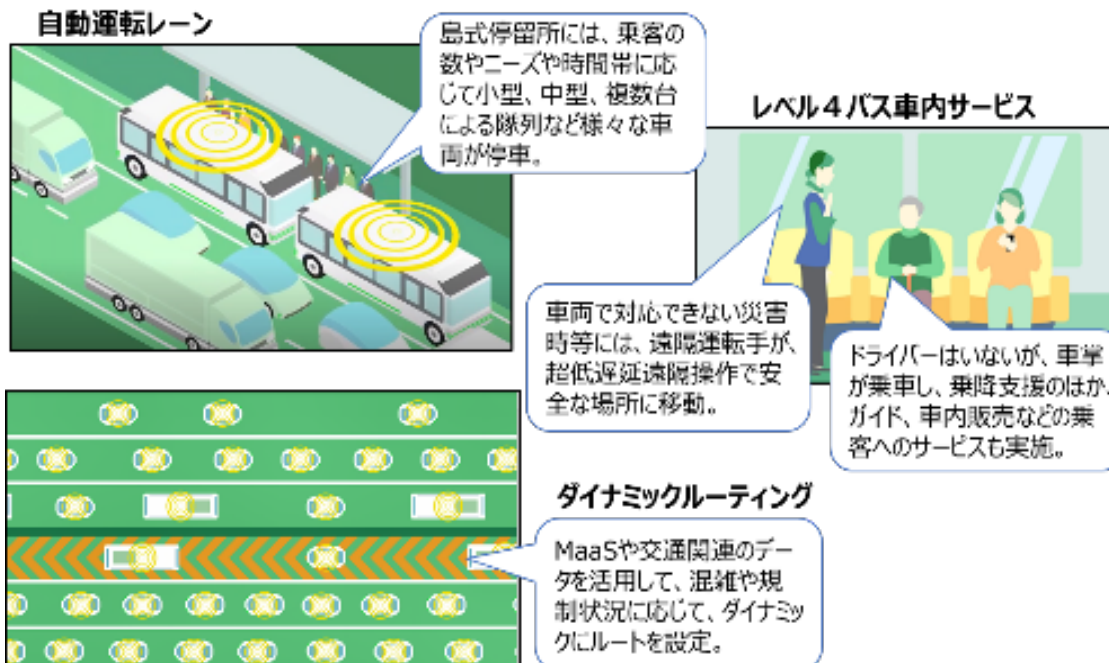 自動運転レーン
島式停留所には、乗客の
数やニーズや時間帯に応
じて小型、中型、複数台
による隊列など様々な車
両が停車。
レベル4バス車内サービス
車両で対応できない災害
時等には、遠隔運転手が、
超低遅延遠隔操作で安
全な場所に移動。
ドライバーはいないが、車掌
が乗車し、乗降支援のほか、
ガイド、車内販売などの乗
客へのサービスも実施。
ダイナミックルーティング
MaaSや交通関連のデー
タを活用して、混雑や規
制状況に応じて、ダイナミッ
クにルートを設定。